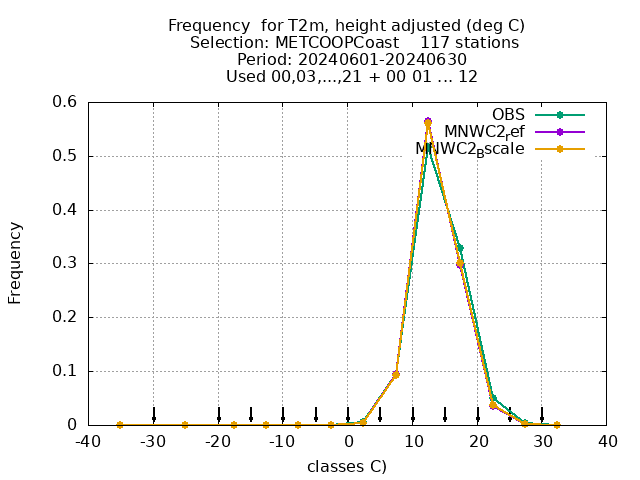 Frequency  for T2m, height adjusted (deg C)
Selection: METCOOPCoast    117 stations
Period: 20240601-20240630
Used 00,03,...,21 + 00 01 ... 12
OBS
MNWC2ref
MNWC2Bscale
Frequency
0.6
0.5
0.4
0.3
0.2
0.1
0
-40 -30 -20 -10 0 10 20 30 40
classes C)